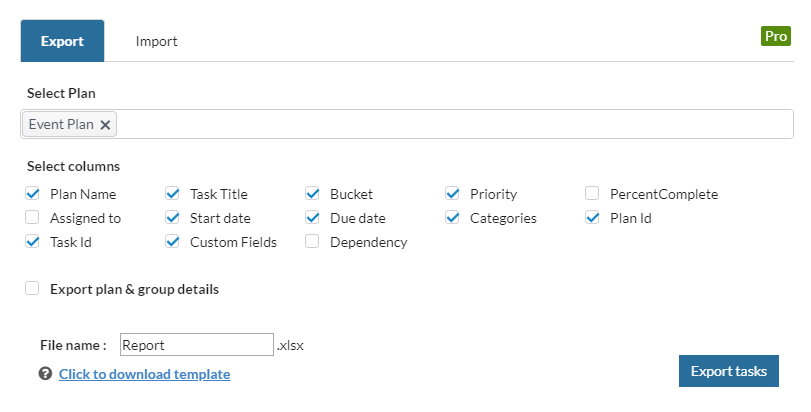 Export Import Pro
Select Plan
Event Plan
Select columns
Plan Name Task Title Bucket Priority PercentComplete
Assigned to Start date Due date Categories Plan Id
Task Id Custom Fields Dependency
Export plan & group details
File name : Report .xlsx
Click to download template
Export tasks